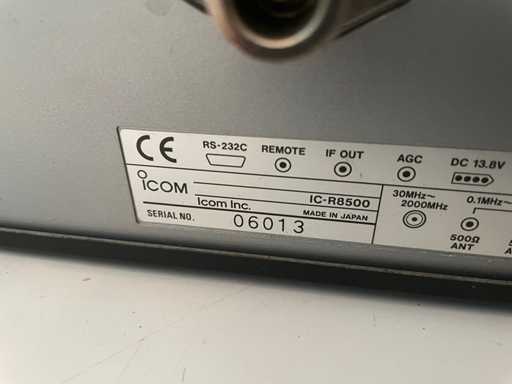 CE RS-232C REMOTE IF OUT AGC DC 13.8V
ICOM IC-R8500
Icom Inc. MADE IN JAPAN
SERIAL NO. 06013
30MHz~
2000MHz
0.1MHz~
500Ω
ANT